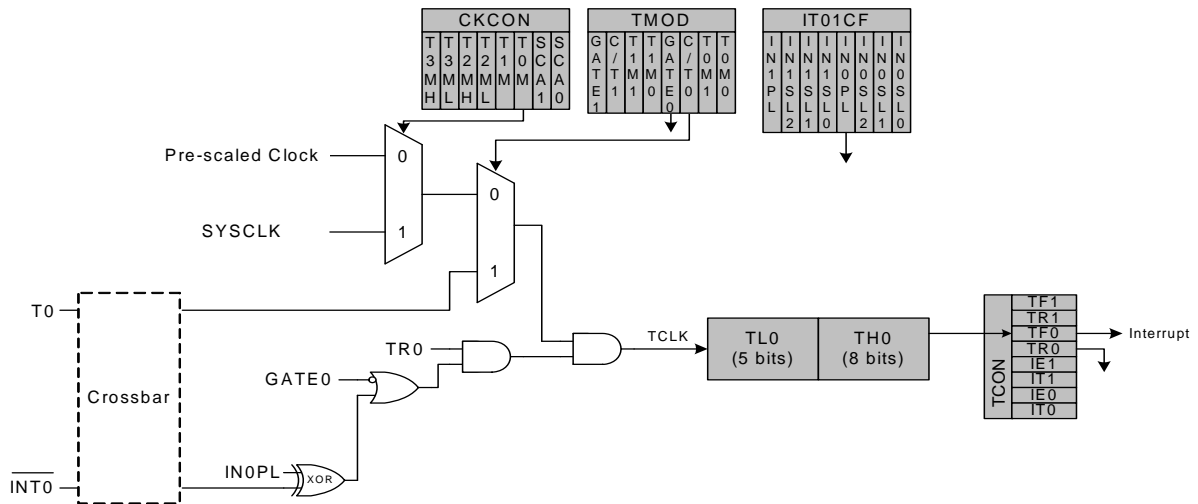 CKCON
T3MH T3ML T2MH T2ML T1M T0M SCA1 SCA0
TMOD
GATE1 C/T1 T1M1 T1M0 GATE0 C/T0 T0M1 T0M0
IT01CF
IN1PL IN1SL2 IN1SL1 IN1SL0 IN0PL IN0SL2 IN0SL1 IN0SL0
Pre-scaled Clock
0
SYSCLK
1
0
1
T0
Crossbar
INT0
TR0
GATE0
IN0PL
XOR
TCLK
TL0
(5 bits)
TH0
(8 bits)
TCON
TF1
TR1
TF0
TR0
IE1
IT1
IE0
IT0
Interrupt